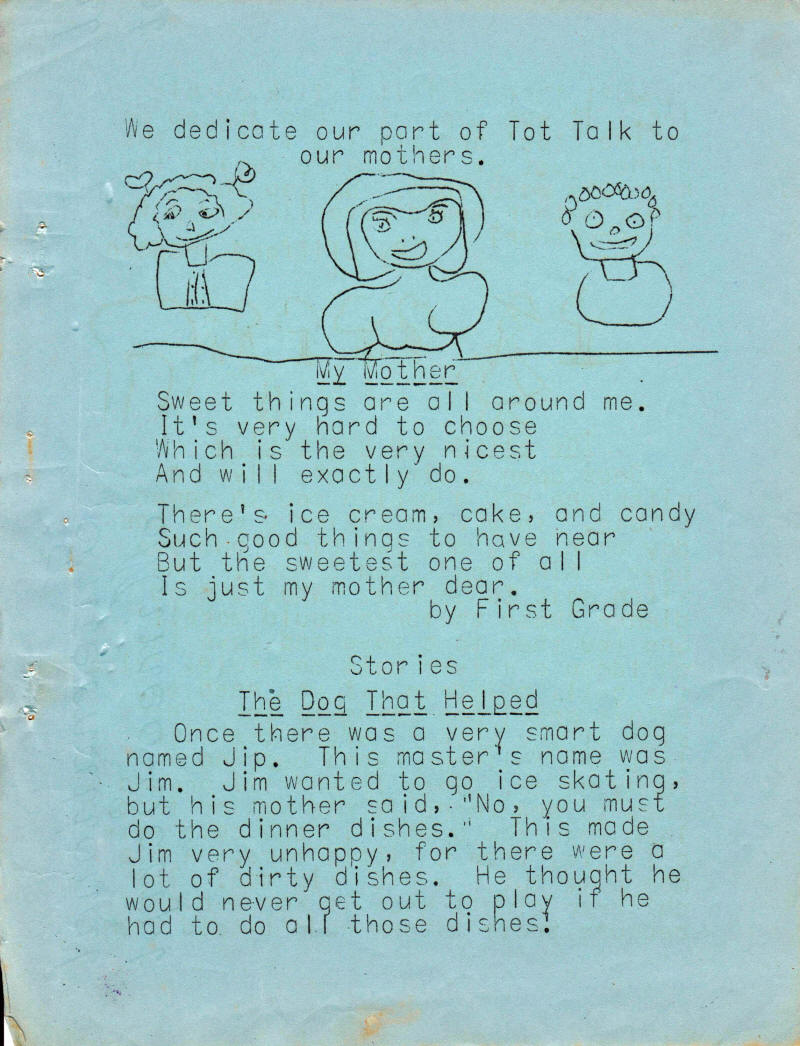 We dedicate our part of Tot Talk to
our mothers.
My Mother
Sweet things are all around me.
It's very hard to choose
Which is the very nicest
And will exactly do.
There's ice cream, cake, and candy
Such good things to have near
But the sweetest one of all
Is just my mother dear.
by First Grade
Stories
The Dog That Helped
Once there was a very smart dog
named Jip. This master's name was
Jim. Jim wanted to go ice skating,
but his mother said, "No, you must
do the dinner dishes." This made
Jim very unhappy, for there were a
lot of dirty dishes. He thought he
would never get out to play if he
had to do all those dishes!